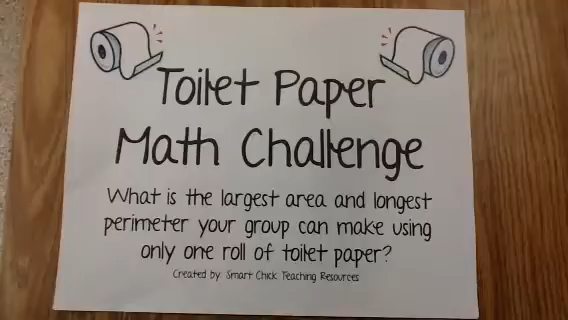 Toilet Paper
Math Challenge
What is the largest area and longest
perimeter your group can make using
only one roll of toilet paper?
Created by: Smart Chick Teaching Resources